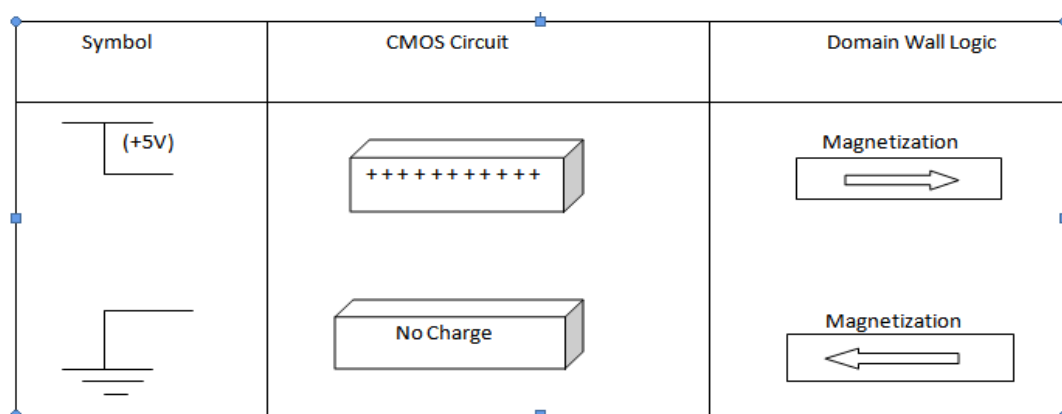 Symbol
CMOS Circuit
Domain Wall Logic
(+5V)
+ + + + + + + + + + +
Magnetization
No Charge
Magnetization